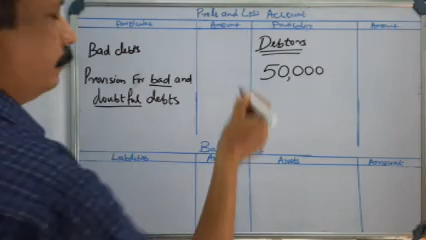 Profit and Loss Account
Particulars Amount Particulars Amount
Bad debts
Provision For bad and
doubtful debts
Debtors
50,000
Ba
Liabilities A Assets Amount